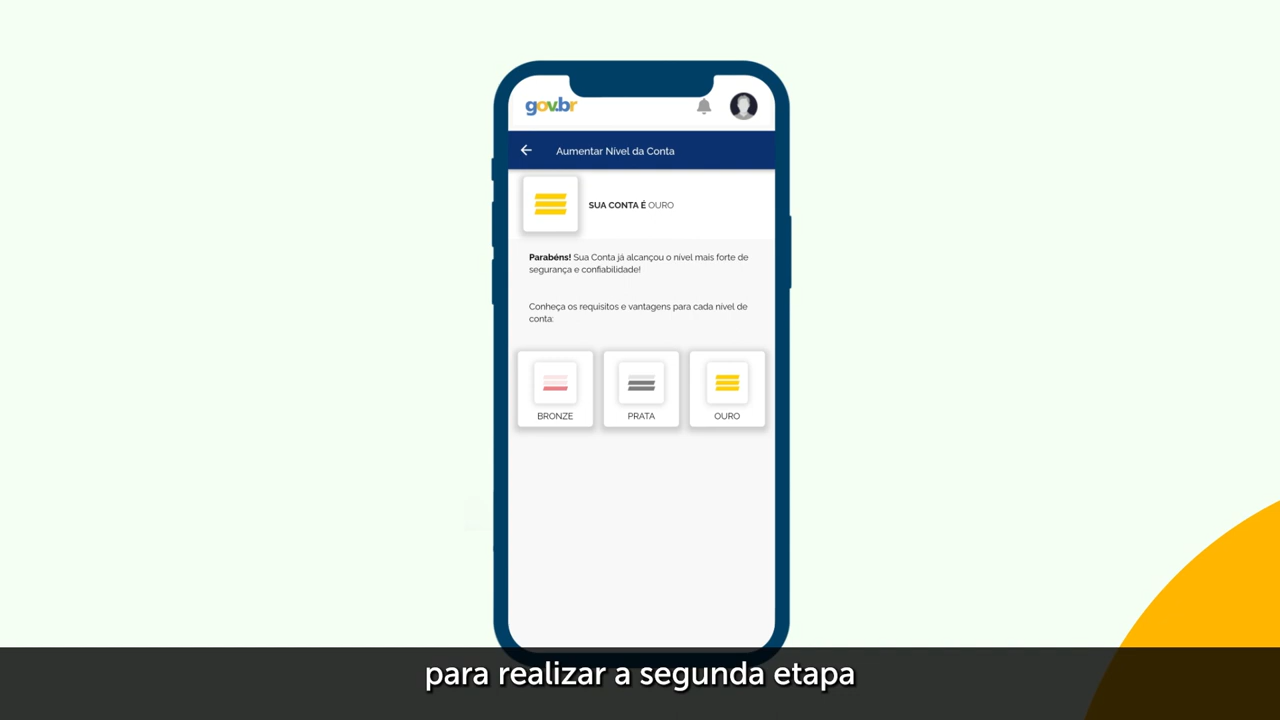 gov.br
Aumentar Nível da Conta
SUA CONTA É OURO
Parabéns! Sua Conta já alcançou o nível mais forte de
segurança e confiabilidade!
Conheça os requisitos e vantagens para cada nível de
conta:
BRONZE
PRATA
OURO
para realizar a segunda etapa